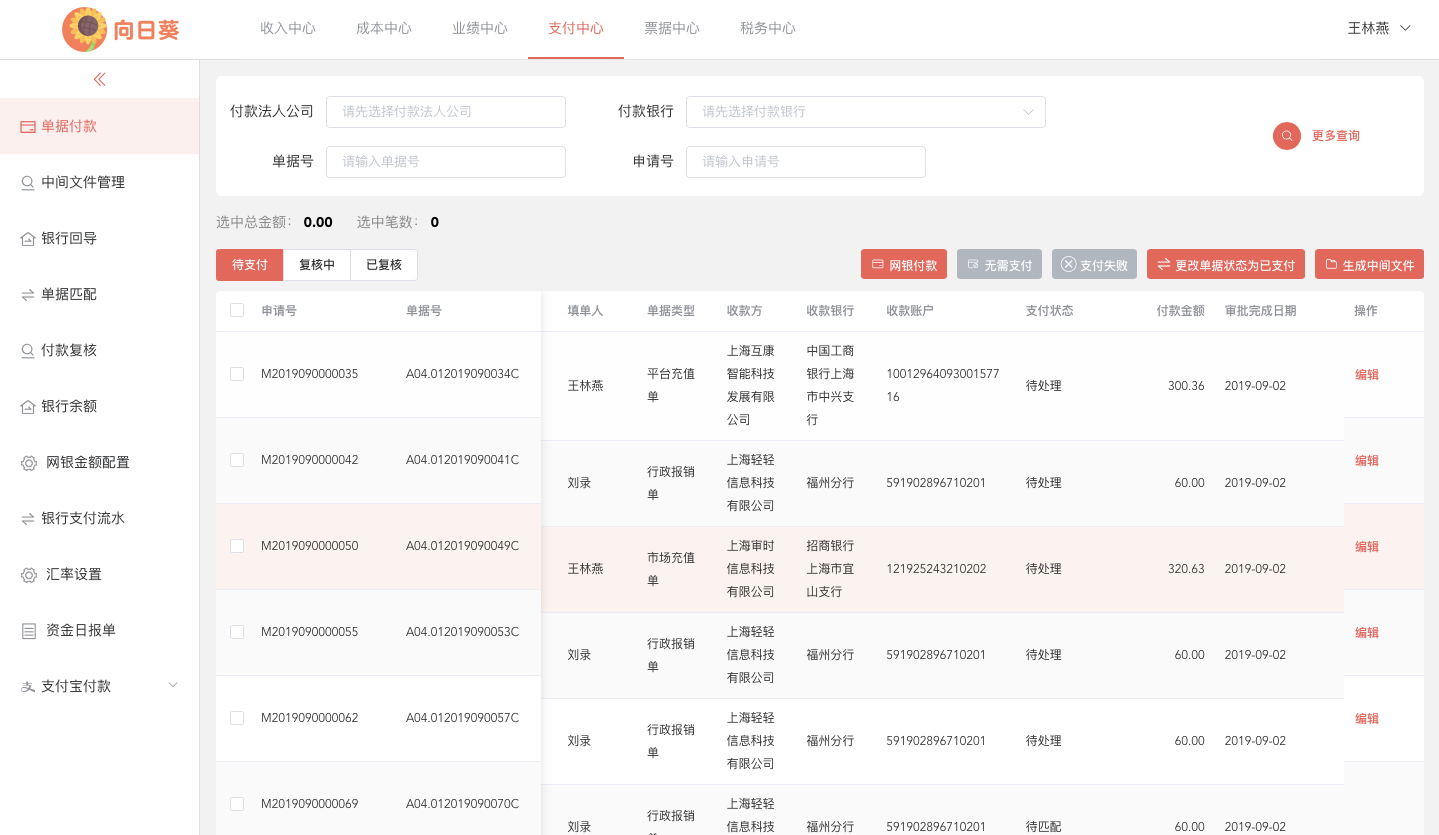 向日葵
收入中心 成本中心 业绩中心 支付中心 票据中心 税务中心
王林燕
单据付款
中间文件管理
银行回导
单据匹配
付款复核
银行余额
网银金额配置
银行支付流水
汇率设置
资金日报单
支付宝付款
付款法人公司 请先选择付款法人公司 付款银行 请先选择付款银行
单据号 请输入单据号 申请号 请输入申请号
更多查询
选中总金额: 0.00 选中笔数: 0
待支付 复核中 已复核
网银付款 无需支付 支付失败 更改单据状态为已支付 生成中间文件
申请号 单据号 填单人 单据类型 收款方 收款银行 收款账户 支付状态 付款金额 审批完成日期 操作
M2019090000035 A04.012019090034C 王林燕
平台充值
单
上海互康
智能科技
发展有限
公司
中国工商
银行上海
市中兴支
行
10012964093001577
16
待处理 300.36 2019-09-02 编辑
M2019090000042 A04.012019090041C 刘录
行政报销
单
上海轻轻
信息科技
有限公司
福州分行 591902896710201 待处理 60.00 2019-09-02 编辑
M2019090000050 A04.012019090049C 王林燕
市场充值
单
上海审时
信息科技
有限公司
招商银行
上海市宜
山支行
121925243210202 待处理 320.63 2019-09-02 编辑
M2019090000055 A04.012019090053C 刘录
行政报销
单
上海轻轻
信息科技
有限公司
福州分行 591902896710201 待处理 60.00 2019-09-02 编辑
M2019090000062 A04.012019090057C 刘录
行政报销
单
上海轻轻
信息科技
有限公司
福州分行 591902896710201 待处理 60.00 2019-09-02 编辑
M2019090000069 A04.012019090070C 刘录
行政报销
上海轻轻
信息科技
福州分行 591902896710201 待匹配 60.00 2019-09-02